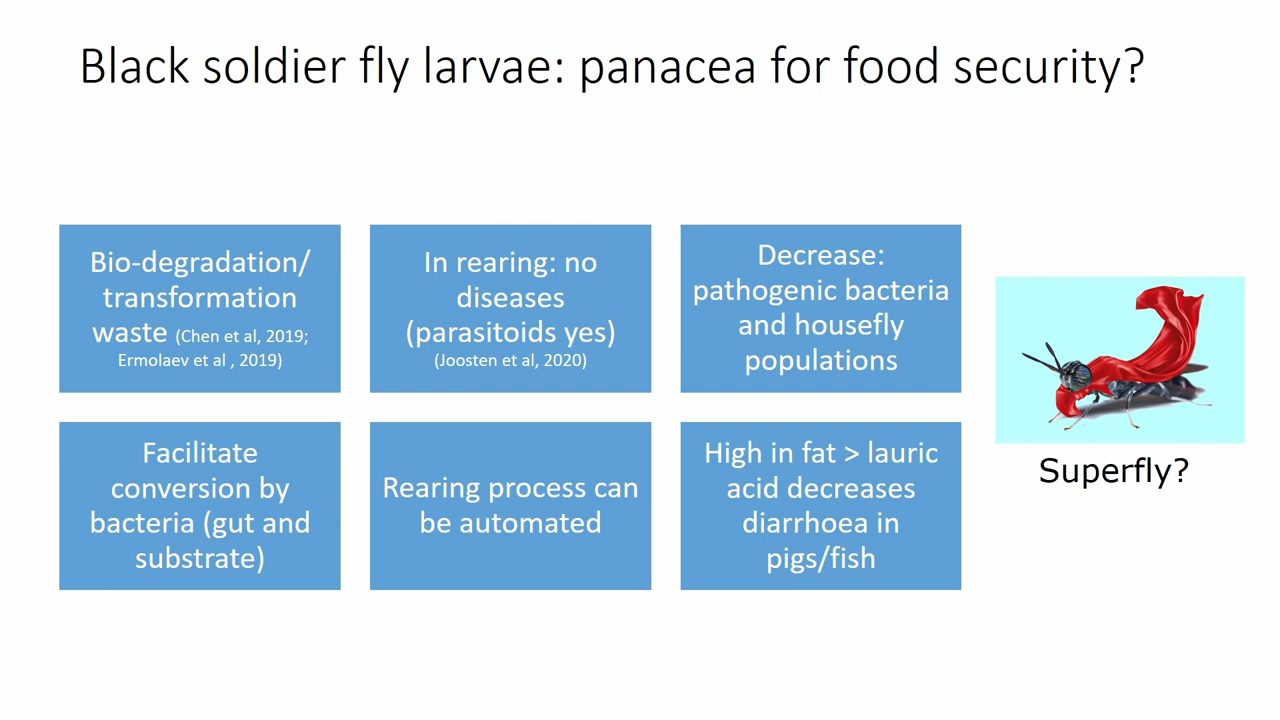 Black soldier fly larvae: panacea for food security?
Bio-degradation/
transformation
waste (Chen et al, 2019;
Ermolaev et al , 2019)
In rearing: no
diseases
(parasitoids yes)
(Joosten et al, 2020)
Decrease:
pathogenic bacteria
and housefly
populations
Facilitate
conversion by
bacteria (gut and
substrate)
Rearing process can
be automated
High in fat > lauric
acid decreases
diarrhoea in
pigs/fish
Superfly?